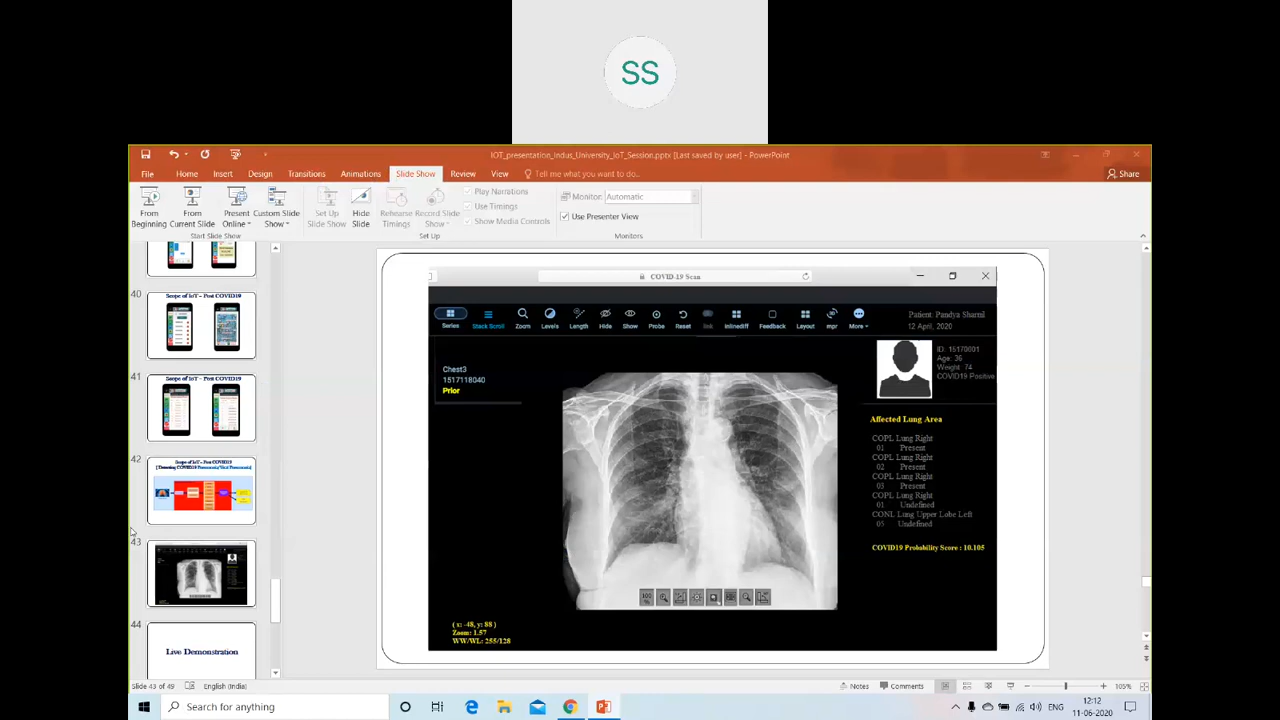 SS
IOT_presentation_Indus_University_IoT_Session.pptx [Last saved by user] - PowerPoint
File Home Insert Design Transitions Animations Slide Show Review View Tell me what you want to do... Share
From Beginning
From Current Slide
Present Online
Custom Slide Show
Set Up Slide Show
Hide Slide
Rehearse Timings
Record Slide Show
Play Narrations
Use Timings
Show Media Controls
Monitor: Automatic
Use Presenter View
Start Slide Show
Set Up
Monitors
40
Scope of IoT – Post COVID19
41
Scope of IoT – Post COVID19
42
Scope of IoT – Post COVID19
43
44
Live Demonstration
COVID-19 Scan
Series
Stack Scroll
Zoom
Levels
Length
Hide
Show
Probe
Reset
link
Inlinediff
Feedback
Layout
mpr
More
Patient: Pandya Sharnil
12 April, 2020
ID: 15170001
Age: 36
Weight 74
COVID19 Positive
Chest3
1517118040
Prior
Affected Lung Area
COPL Lung Right
01 Present
COPL Lung Right
02 Present
COPL Lung Right
03 Present
COPL Lung Right
01 Undefined
CONL Lung Upper Lobe Left
05 Undefined
COVID19 Probability Score : 10.105
( x: -48, y: 88 )
Zoom: 1.57
WW/WL: 255/128
Slide 43 of 49 English (India) Notes Comments 105%
Search for anything
ENG
12:12
11-06-2020